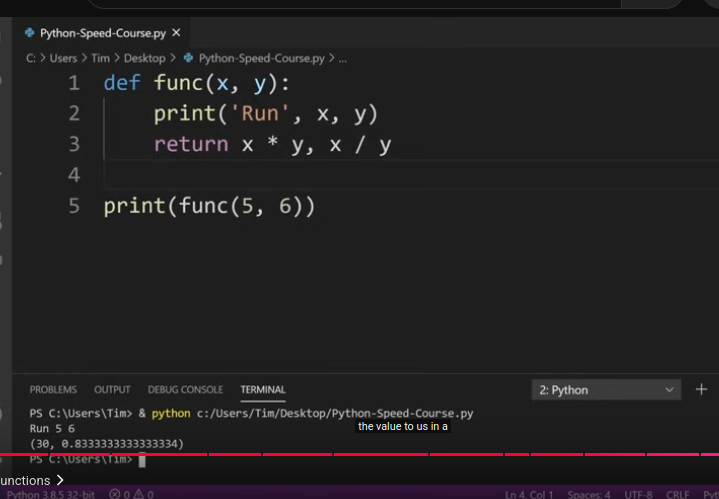 Python-Speed-Course.py ×
C: > Users > Tim > Desktop > Python-Speed-Course.py > ...
1 def func(x, y):
2     print('Run', x, y)
3     return x * y, x / y
4
5 print(func(5, 6))
PROBLEMS OUTPUT DEBUG CONSOLE TERMINAL 2: Python +
PS C:\Users\Tim> & python c:/Users/Tim/Desktop/Python-Speed-Course.py
Run 5 6
(30, 0.8333333333333334)
PS C:\Users\Tim>
the value to us in a
unctions >
Python 3.8.5 32-bit 0 0 Ln 4, Col 1 Spaces: 4 UTF-8 CRLF Pyt